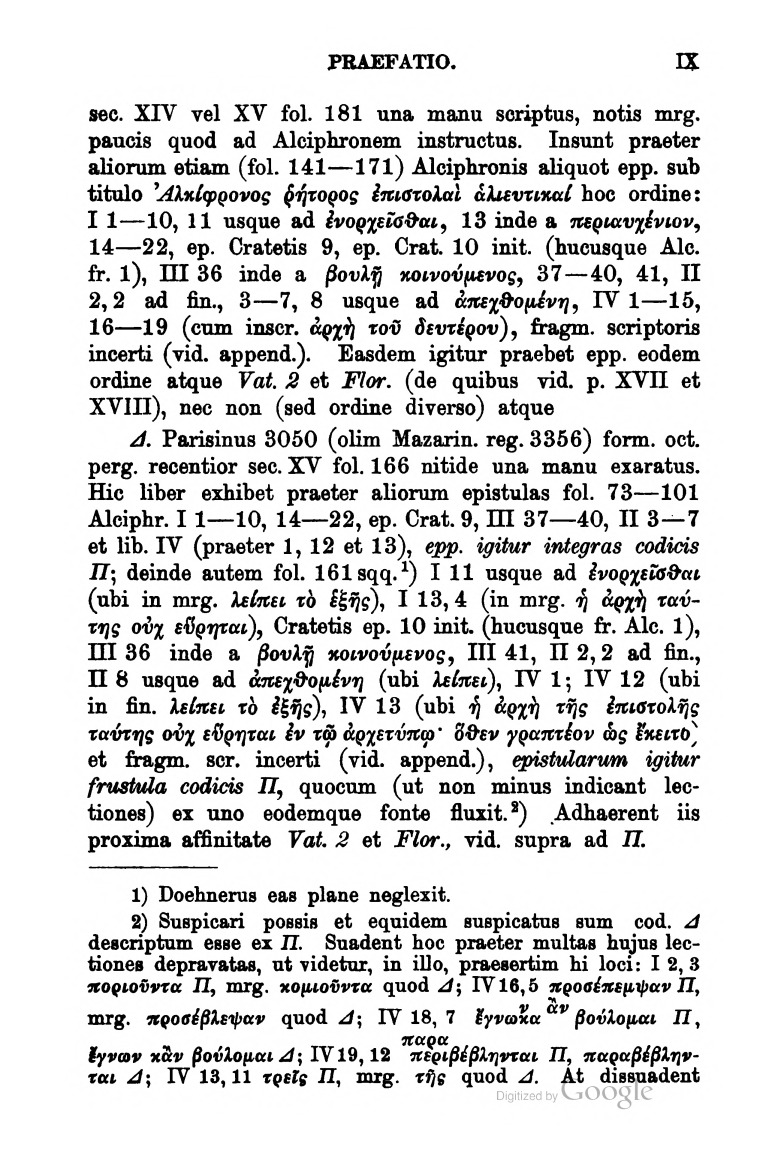 PRAEFATIO. IX
sec. XIV vel XV fol. 181 una manu scriptus, notis mrg.
paucis quod ad Alciphronem instructus. Insunt praeter
aliorum etiam (fol. 141—171) Alciphronis aliquot epp. sub
titulo Ἀλκίφρονος ῥήτορος ἐπιστολαὶ ἁλιευτικαί hoc ordine:
I 1—10, 11 usque ad ἐνορχεῖσθαι, 13 inde a περιαυχένιον,
14—22, ep. Cratetis 9, ep. Crat. 10 init. (hucusque Alc.
fr. 1), III 36 inde a βουλῇ κοινούμενος, 37—40, 41, II
2, 2 ad fin., 3—7, 8 usque ad ἀπεχθομένη, IV 1—15,
16—19 (cum inscr. ἀρχὴ τοῦ δευτέρου), fragm. scriptoris
incerti (vid. append.). Easdem igitur praebet epp. eodem
ordine atque Vat. 2 et Flor. (de quibus vid. p. XVII et
XVIII), nec non (sed ordine diverso) atque
Δ. Parisinus 3050 (olim Mazarin. reg. 3356) form. oct.
perg. recentior sec. XV fol. 166 nitide una manu exaratus.
Hic liber exhibet praeter aliorum epistulas fol. 73—101
Alciphr. I 1—10, 14—22, ep. Crat. 9, III 37—40, II 3—7
et lib. IV (praeter 1, 12 et 13), epp. igitur integras codicis
Π; deinde autem fol. 161 sqq.¹) I 11 usque ad ἐνορχεῖσθαι
(ubi in mrg. λείπει τὸ ἑξῆς), I 13, 4 (in mrg. ἡ ἀρχὴ ταύ-
της οὐχ εὕρηται), Cratetis ep. 10 init. (hucusque fr. Alc. 1),
III 36 inde a βουλῇ κοινούμενος, III 41, II 2, 2 ad fin.,
II 8 usque ad ἀπεχθομένη (ubi λείπει), IV 1; IV 12 (ubi
in fin. λείπει τὸ ἑξῆς), IV 13 (ubi ἡ ἀρχὴ τῆς ἐπιστολῆς
ταύτης οὐχ εὕρηται ἐν τῷ ἀρχετύπῳ· ὅθεν γραπτέον ὡς ἔκειτο)
et fragm. scr. incerti (vid. append.), epistularum igitur
frustula codicis Π, quocum (ut non minus indicant lec-
tiones) ex uno eodemque fonte fluxit.²) Adhaerent iis
proxima affinitate Vat. 2 et Flor., vid. supra ad Π.
1) Doehnerus eas plane neglexit.
2) Suspicari possis et equidem suspicatus sum cod. Δ
descriptum esse ex Π. Suadent hoc praeter multas hujus lec-
tiones depravatas, ut videtur, in illo, praesertim hi loci: I 2, 3
ποριοῦντα Π, mrg. κομιοῦντα quod Δ; IV 16, 5 προσέπεμψαν Π,
mrg. προσέβλεψαν quod Δ; IV 18, 7 ἔγνωκα ν ἂν βούλομαι Π,
παρα
ἔγνων κἂν βούλομαι Δ; IV 19, 12 περιβέβληνται Π, παραβέβλην-
ται Δ; IV 13, 11 τρεῖς Π, mrg. τῆς quod Δ. At dissuadent
Digitized by Google